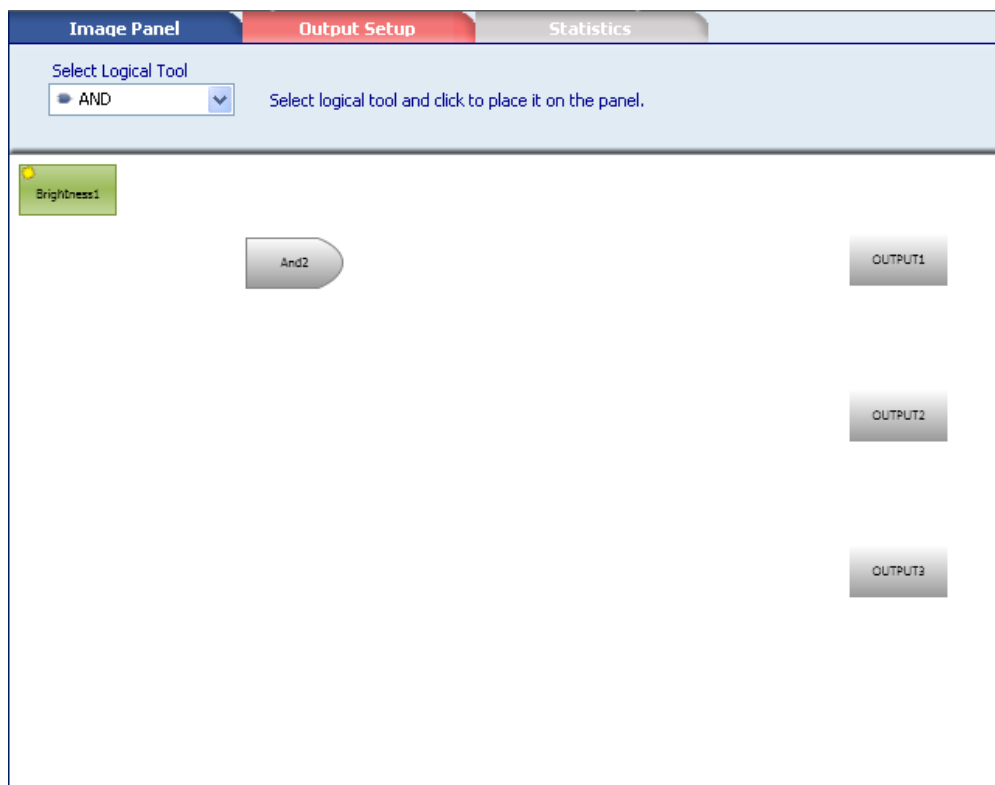 Image Panel
Output Setup
Statistics
Select Logical Tool
AND
Select logical tool and click to place it on the panel.
Brightness1
And2
OUTPUT1
OUTPUT2
OUTPUT3